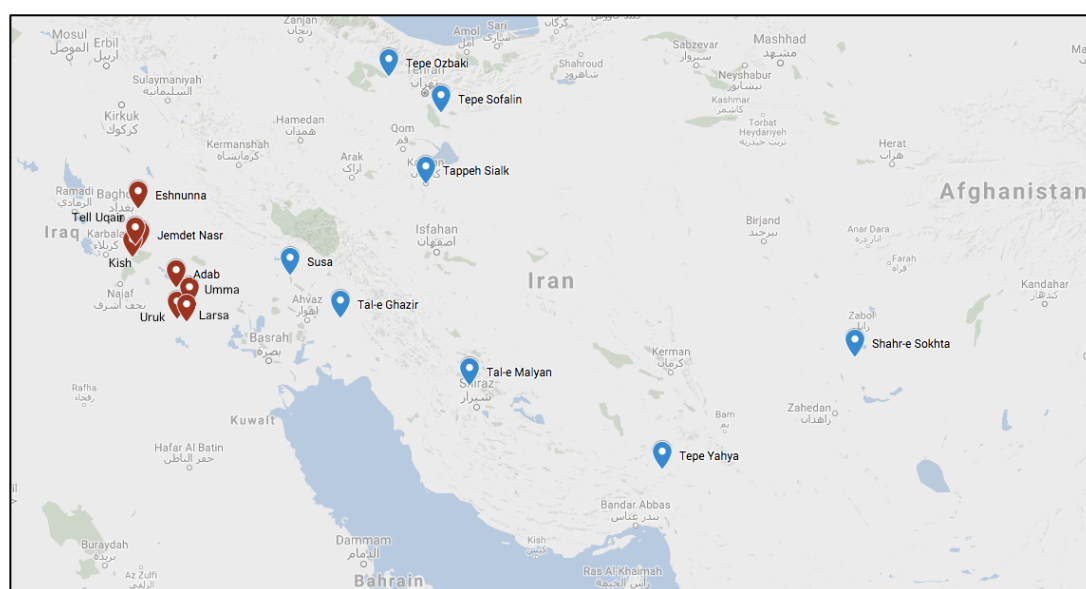 Mosul
الموصل
Erbil
اربيل
Zanjan
زنجان
Amol
آمل
Sari
ساری
Gorgan
گرگان
Mashhad
مشهد
Sabzevar
سبزوار
Shahroud
شاهرود
Neyshabur
نیشابور
Tepe Ozbaki
Tehran
تهران
Sulaymaniyah
السليمانية
Tepe Sofalin
Kashmar
کاشمر
Kirkuk
كركوك
Hamedan
همدان
Qom
قم
Torbat
Heydariyeh
تربت حیدریه
Kermanshah
کرمانشاه
Arak
اراک
Tappeh Sialk
Herat
هرات
Ramadi
الرمادي
بغداد
Eshnunna
Afghanistan
Tell Uqair
Iraq
Karbala
كربلاء
Jemdet Nasr
Isfahan
اصفهان
Birjand
بیرجند
Anar Dara
انار دره
Kish
Susa
Farah
فراه
Adab
Iran
Najaf
نجف أشرف
Umma
Kandahar
Ahvaz
اهواز
Tal-e Ghazir
Uruk
Larsa
Zabol
زابل
Basrah
بصرة
Shahr-e Sokhta
Kerman
کرمان
Tal-e Malyan
Shiraz
شیراز
Rafha
رفحاء
Zahedan
زاهدان
Bam
بم
Kuwait
Hafar Al Batin
حفر الباطن
Tepe Yahya
Bandar Abbas
بندر عباس
Buraydah
بريدة
Dammam
الدمام
Kish
کیش
Az Zulfi
الزلفي
Bahrain
Ras Al-Khaimah
رأس الخيمة